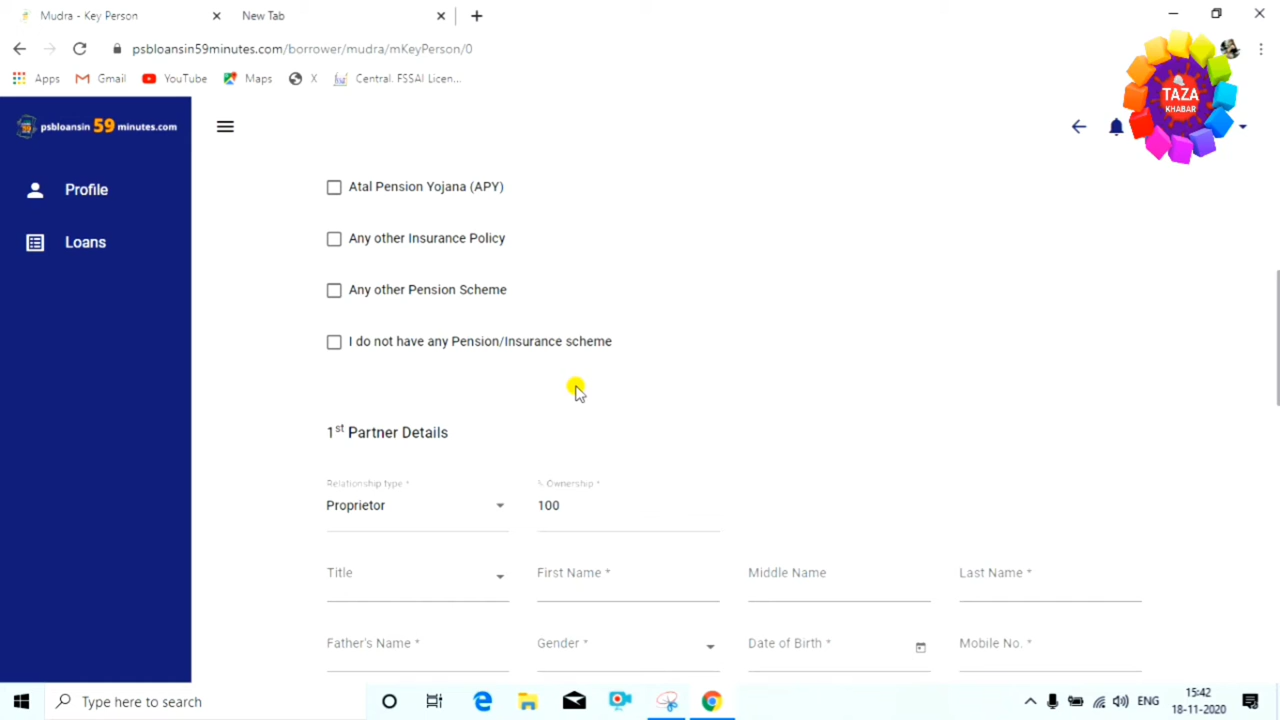 Mudra - Key Person
New Tab
psbloansin59minutes.com/borrower/mudra/mKeyPerson/0
Apps
Gmail
YouTube
Maps
X
Central. FSSAI Licen...
psbloansin 59 minutes.com
TAZA
KHABAR
Profile
Loans
Atal Pension Yojana (APY)
Any other Insurance Policy
Any other Pension Scheme
I do not have any Pension/Insurance scheme
1st Partner Details
Relationship type *
% Ownership *
Proprietor
100
Title
First Name *
Middle Name
Last Name *
Father's Name *
Gender *
Date of Birth *
Mobile No. *
Type here to search
ENG
15:42
18-11-2020